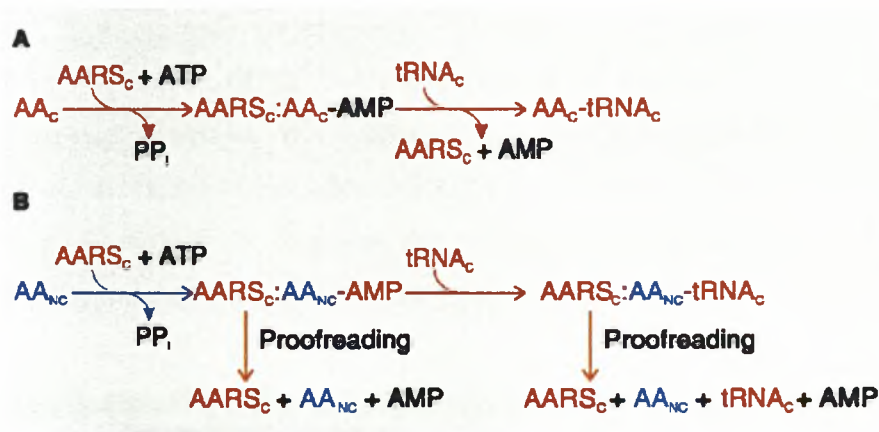 A
AARSc + ATP
tRNAc
AAc
AARSc:AAc-AMP
AAc-tRNAc
PPi
AARSc + AMP
B
AARSc + ATP
tRNAc
AANC
AARSc:AANC-AMP
AARSc:AANC-tRNAc
PPi
Proofreading
Proofreading
AARSc + AANC + AMP
AARSc + AANC + tRNAc + AMP